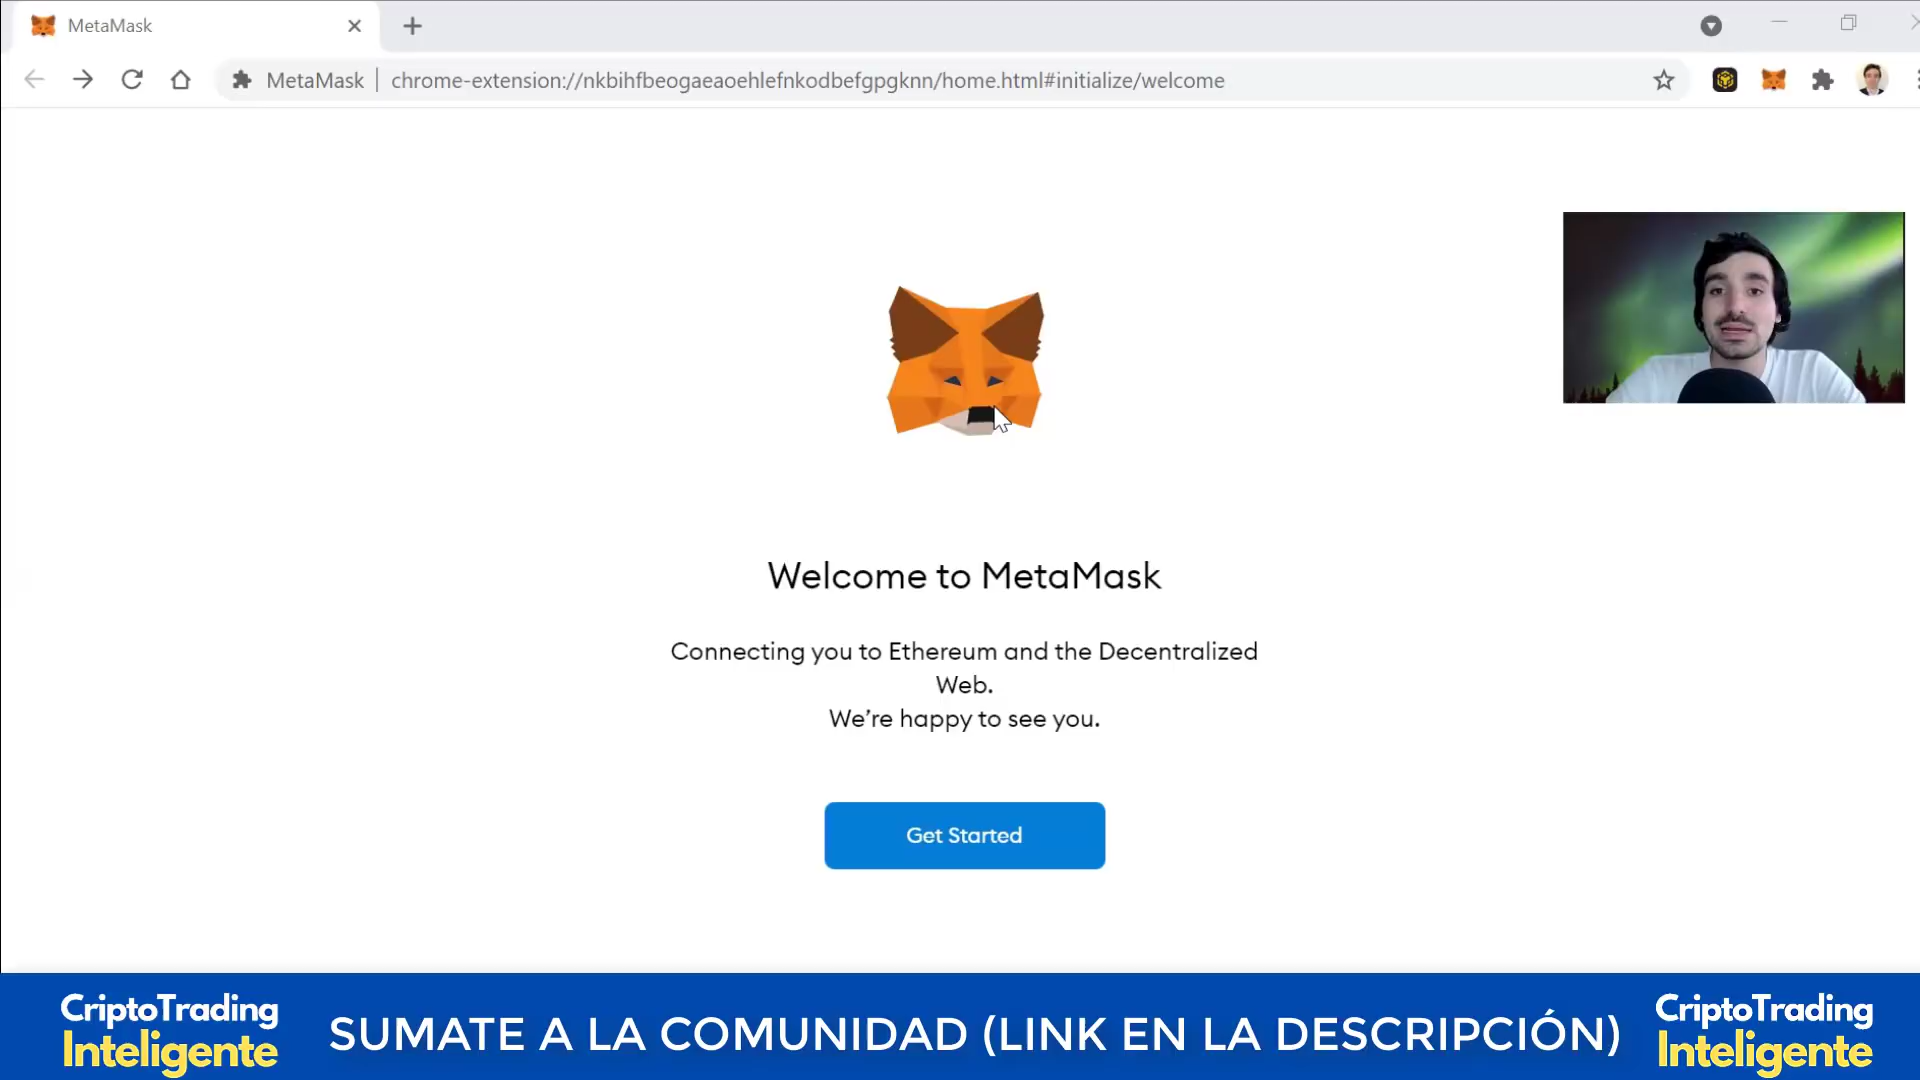 MetaMask
MetaMask | chrome-extension://nkbihfbeogaeaoehlefnkodbefgpgknn/home.html#initialize/welcome
Welcome to MetaMask
Connecting you to Ethereum and the Decentralized
Web.
We’re happy to see you.
Get Started
CriptoTrading
Inteligente
SUMATE A LA COMUNIDAD (LINK EN LA DESCRIPCIÓN)
CriptoTrading
Inteligente